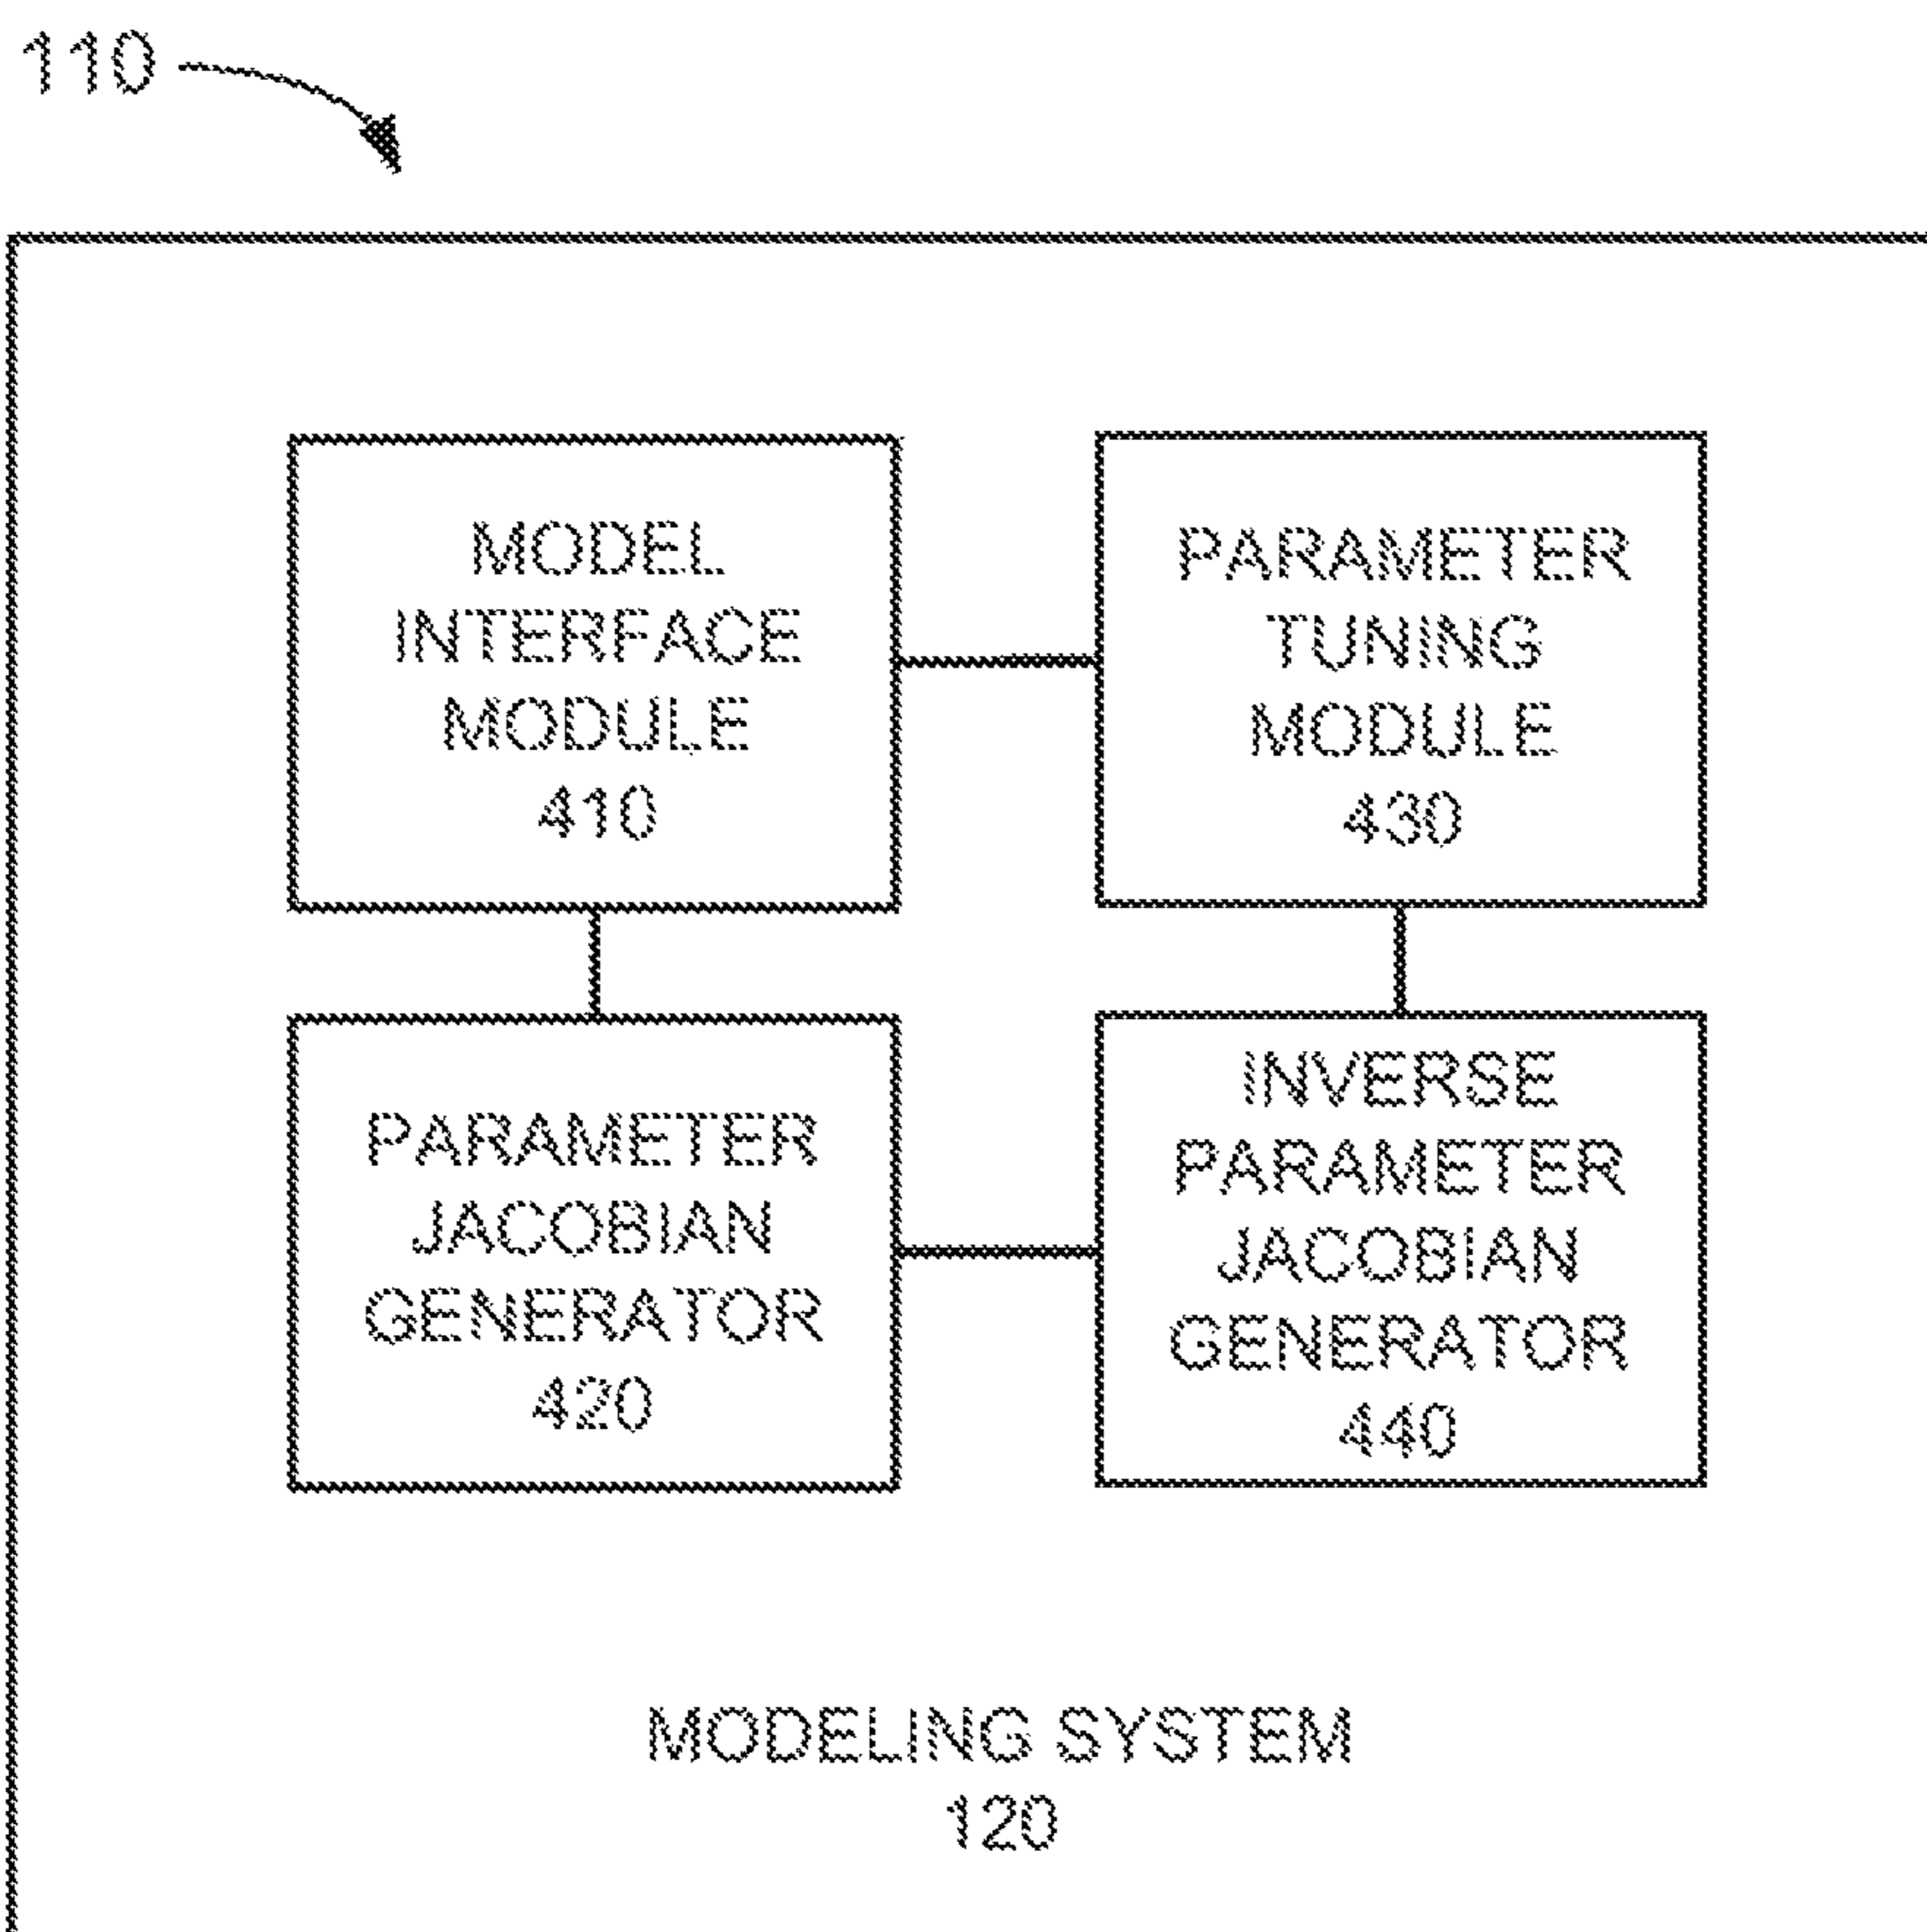 110
MODEL
INTERFACE
MODULE
410
PARAMETER
TUNING
MODULE
430
PARAMETER
JACOBIAN
GENERATOR
420
INVERSE
PARAMETER
JACOBIAN
GENERATOR
440
MODELING SYSTEM
120